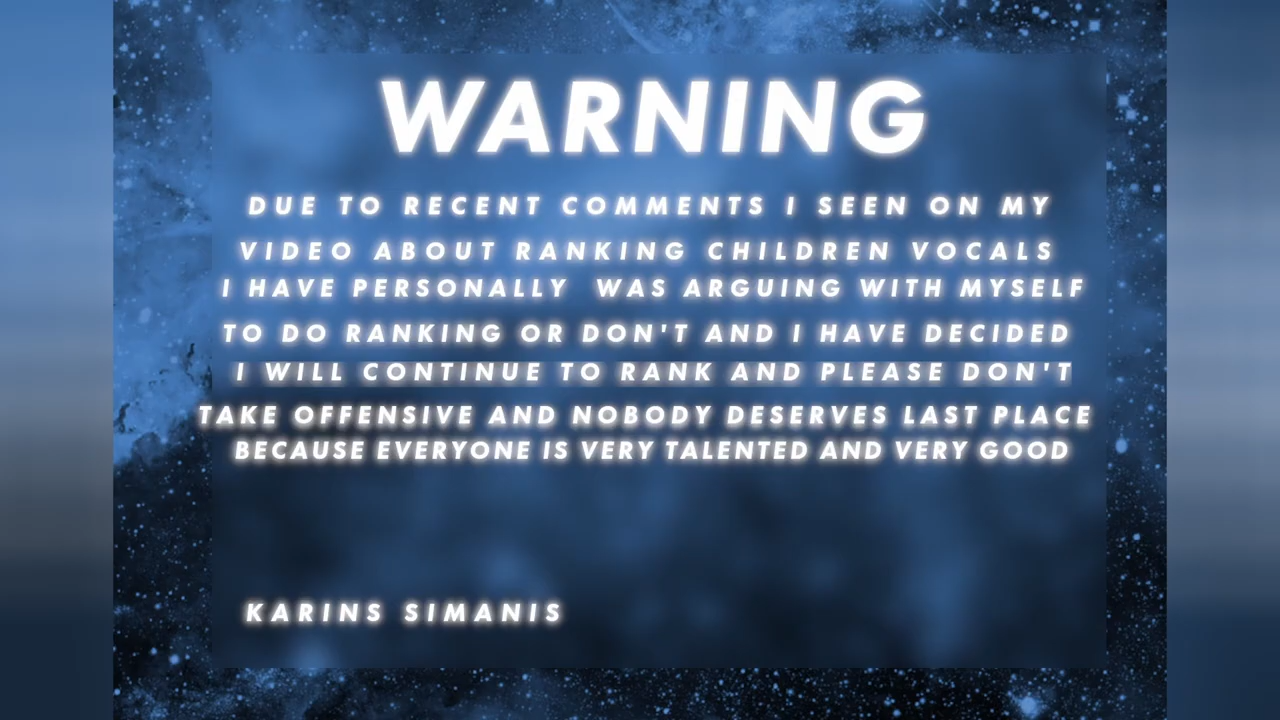 WARNING
DUE TO RECENT COMMENTS I SEEN ON MY
VIDEO ABOUT RANKING CHILDREN VOCALS
I HAVE PERSONALLY WAS ARGUING WITH MYSELF
TO DO RANKING OR DON'T AND I HAVE DECIDED
I WILL CONTINUE TO RANK AND PLEASE DON'T
TAKE OFFENSIVE AND NOBODY DESERVES LAST PLACE
BECAUSE EVERYONE IS VERY TALENTED AND VERY GOOD
KARINS SIMANIS